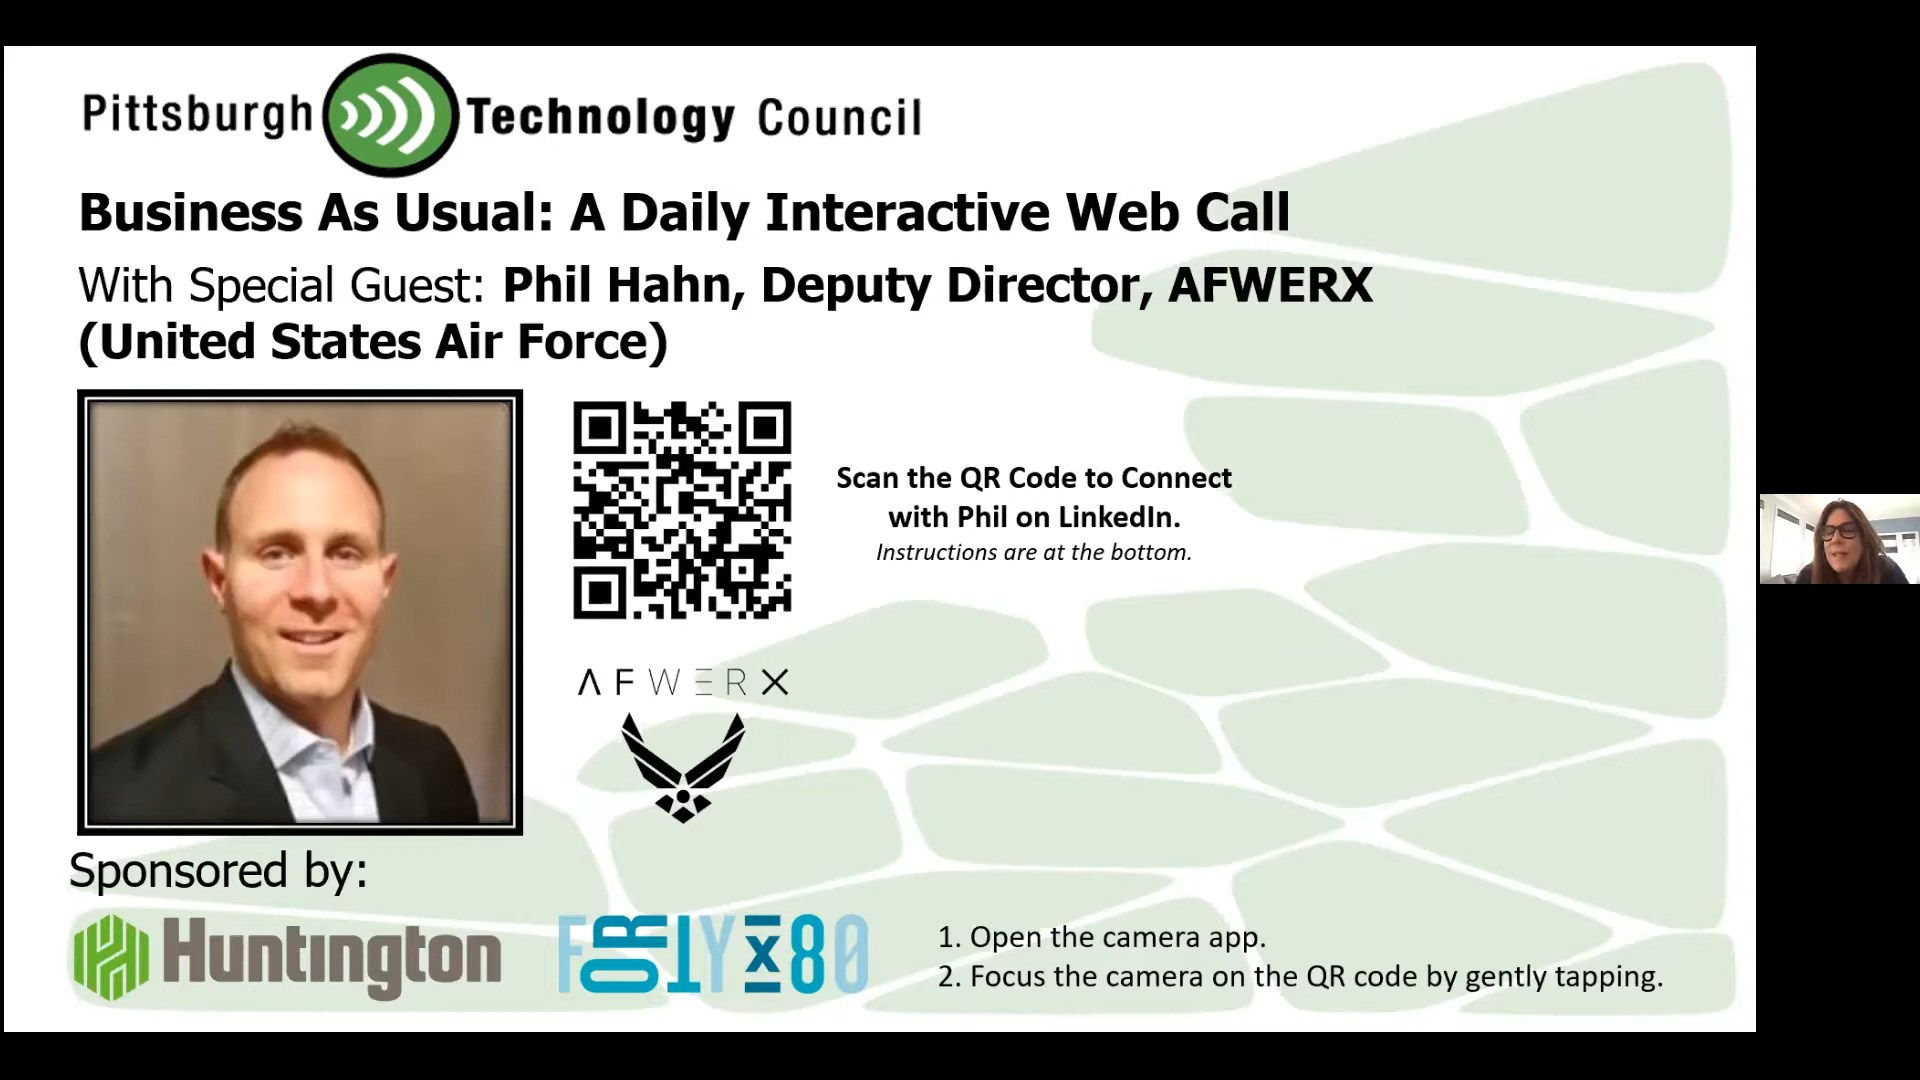 Pittsburgh Technology Council
Business As Usual: A Daily Interactive Web Call
With Special Guest: Phil Hahn, Deputy Director, AFWERX
(United States Air Force)
Scan the QR Code to Connect
with Phil on LinkedIn.
Instructions are at the bottom.
AFWERX
Sponsored by:
Huntington
FORTYX80
1. Open the camera app.
2. Focus the camera on the QR code by gently tapping.